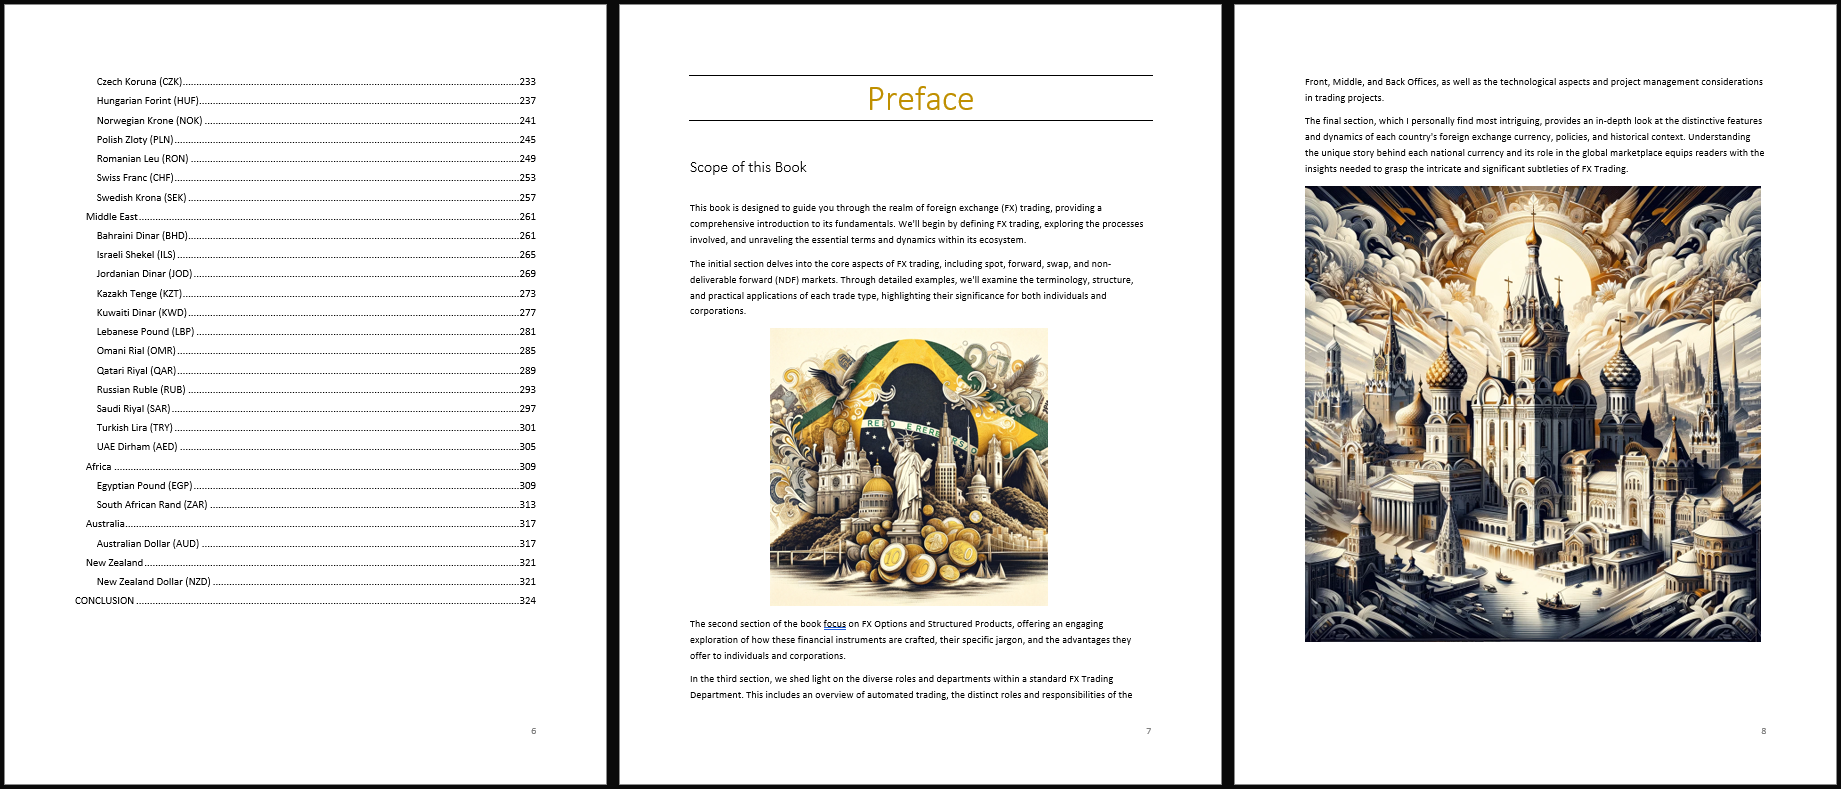 Czech Koruna (CZK)....................233
Hungarian Forint (HUF)....................237
Norwegian Krone (NOK)....................241
Polish Zloty (PLN)....................245
Romanian Leu (RON)....................249
Swiss Franc (CHF)....................253
Swedish Krona (SEK)....................257
Middle East....................261
Bahraini Dinar (BHD)....................261
Israeli Shekel (ILS)....................265
Jordanian Dinar (JOD)....................269
Kazakh Tenge (KZT)....................273
Kuwaiti Dinar (KWD)....................277
Lebanese Pound (LBP)....................281
Omani Rial (OMR)....................285
Qatari Riyal (QAR)....................289
Russian Ruble (RUB)....................293
Saudi Riyal (SAR)....................297
Turkish Lira (TRY)....................301
UAE Dirham (AED)....................305
Africa....................309
Egyptian Pound (EGP)....................309
South African Rand (ZAR)....................313
Australia....................317
Australian Dollar (AUD)....................317
New Zealand....................321
New Zealand Dollar (NZD)....................321
CONCLUSION....................324
6
Preface
Scope of this Book
This book is designed to guide you through the realm of foreign exchange (FX) trading, providing a
comprehensive introduction to its fundamentals. We'll begin by defining FX trading, exploring the processes
involved, and unraveling the essential terms and dynamics within its ecosystem.
The initial section delves into the core aspects of FX trading, including spot, forward, swap, and non-
deliverable forward (NDF) markets. Through detailed examples, we'll examine the terminology, structure,
and practical applications of each trade type, highlighting their significance for both individuals and
corporations.
The second section of the book focus on FX Options and Structured Products, offering an engaging
exploration of how these financial instruments are crafted, their specific jargon, and the advantages they
offer to individuals and corporations.
In the third section, we shed light on the diverse roles and departments within a standard FX Trading
Department. This includes an overview of automated trading, the distinct roles and responsibilities of the
7
Front, Middle, and Back Offices, as well as the technological aspects and project management considerations
in trading projects.
The final section, which I personally find most intriguing, provides an in-depth look at the distinctive features
and dynamics of each country's foreign exchange currency, policies, and historical context. Understanding
the unique story behind each national currency and its role in the global marketplace equips readers with the
insights needed to grasp the intricate and significant subtleties of FX Trading.
8